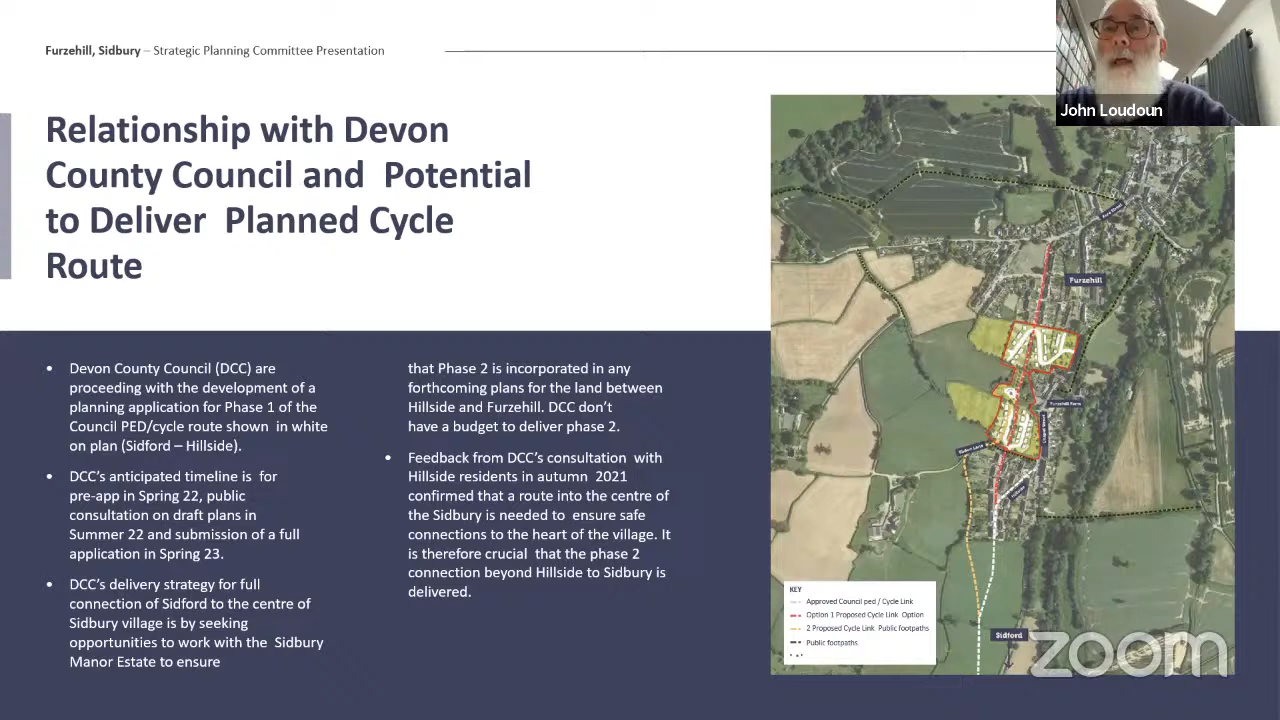 Furzehill, Sidbury – Strategic Planning Committee Presentation
John Loudoun
Relationship with Devon
County Council and Potential
to Deliver Planned Cycle
Route
• Devon County Council (DCC) are
proceeding with the development of a
planning application for Phase 1 of the
Council PED/cycle route shown in white
on plan (Sidford – Hillside).
• DCC’s anticipated timeline is for
pre-app in Spring 22, public
consultation on draft plans in
Summer 22 and submission of a full
application in Spring 23.
• DCC’s delivery strategy for full
connection of Sidford to the centre of
Sidbury village is by seeking
opportunities to work with the Sidbury
Manor Estate to ensure
that Phase 2 is incorporated in any
forthcoming plans for the land between
Hillside and Furzehill. DCC don’t
have a budget to deliver phase 2.
• Feedback from DCC’s consultation with
Hillside residents in autumn 2021
confirmed that a route into the centre of
the Sidbury is needed to ensure safe
connections to the heart of the village. It
is therefore crucial that the phase 2
connection beyond Hillside to Sidbury is
delivered.
Furzehill
Furzehill Farm
Sidford
KEY
Approved Council ped / Cycle Link
Option 1 Proposed Cycle Link Option
2 Proposed Cycle Link Public footpaths
Public footpaths
zoom